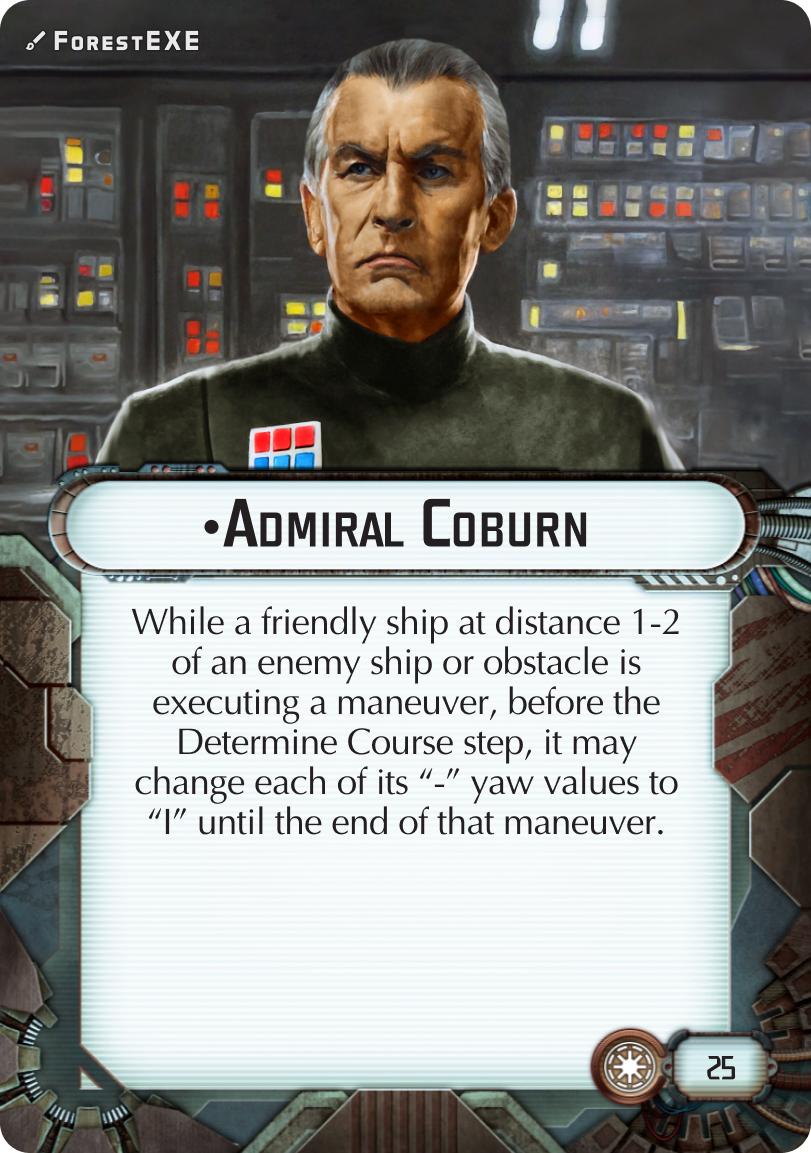 ForestEXE
•Admiral Coburn
While a friendly ship at distance 1-2
of an enemy ship or obstacle is
executing a maneuver, before the
Determine Course step, it may
change each of its “-” yaw values to
“I” until the end of that maneuver.
25